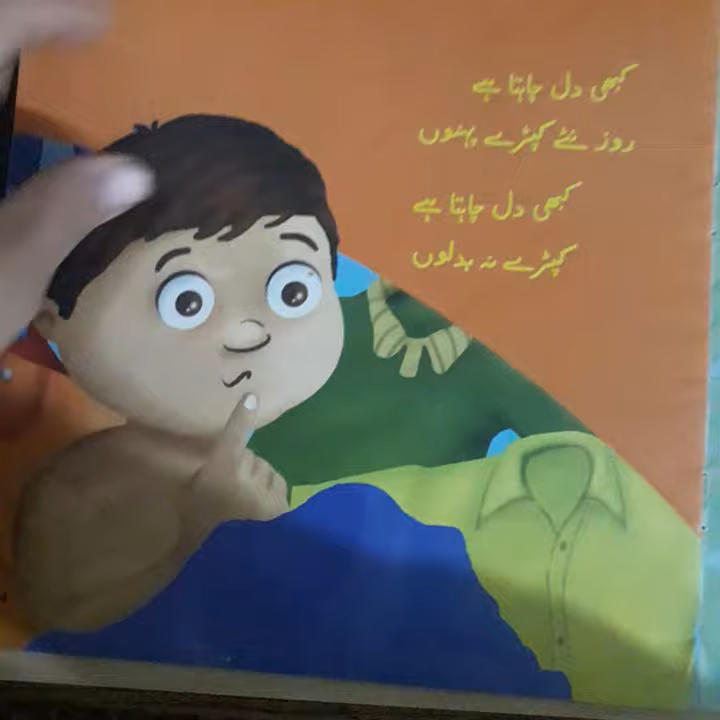 کبھی دل چاہتا ہے
روز نئے کپڑے پہنوں
کبھی دل چاہتا ہے
کپڑے نہ بدلوں